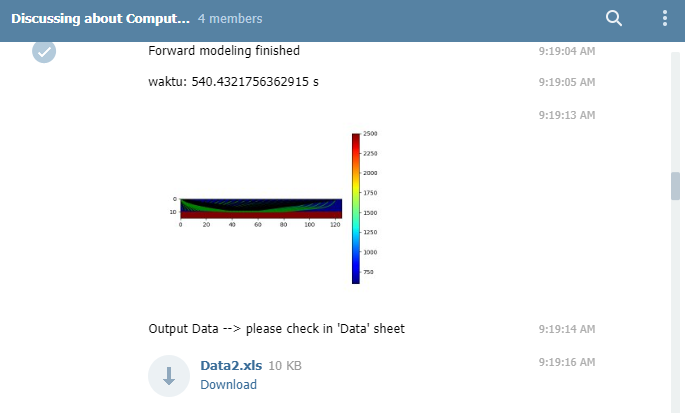 Discussing about Comput... 4 members
Forward modeling finished 9:19:04 AM
waktu: 540.4321756362915 s 9:19:05 AM
9:19:13 AM
2500
2250
2000
1750
1500
1250
1000
750
0
10
0 20 40 60 80 100 120
Output Data --> please check in 'Data' sheet 9:19:14 AM
Data2.xls 10 KB 9:19:16 AM
Download